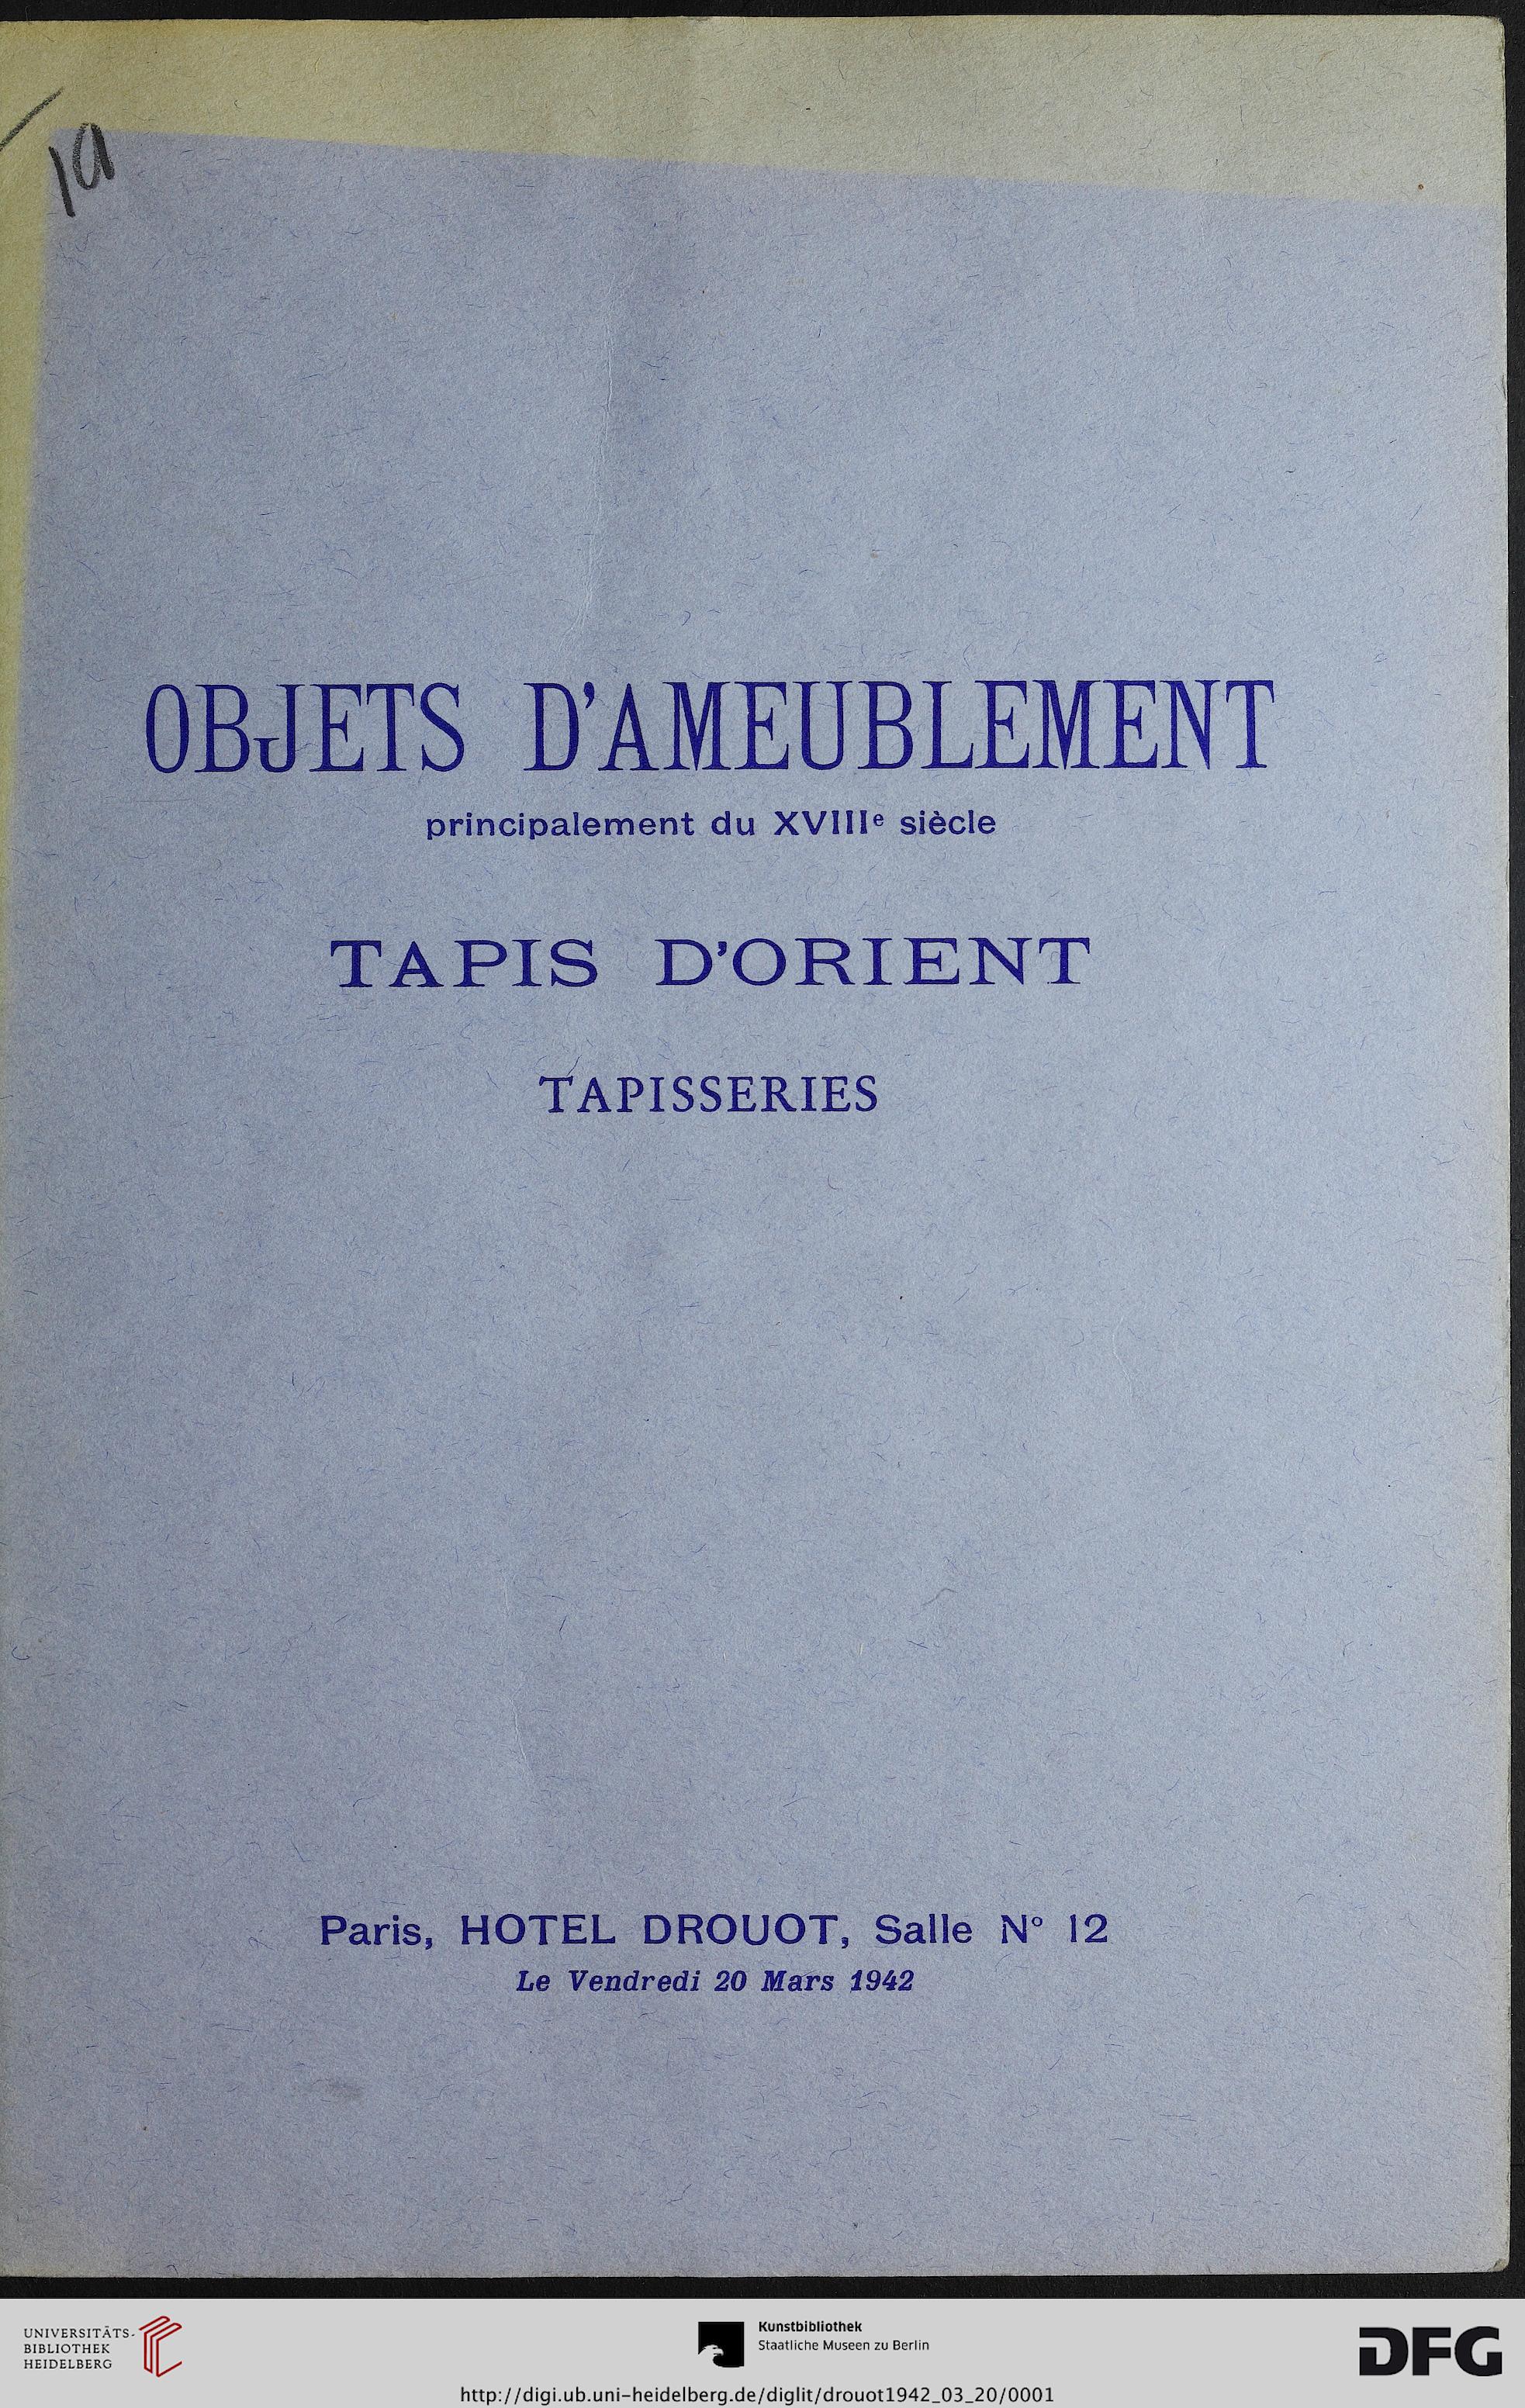 OBJETS D'AMEUBLEMENT
principalement du XVIIIe siècle
TAPIS D'ORIENT
TAPISSERIES
Paris, HOTEL DROUOT, Salle N° 12
Le Vendredi 20 Mars 1942
UNIVERSITÄTS-
BIBLIOTHEK
HEIDELBERG
Kunstbibliothek
Staatliche Museen zu Berlin
DFG
http://digi.ub.uni-heidelberg.de/diglit/drouot1942_03_20/0001